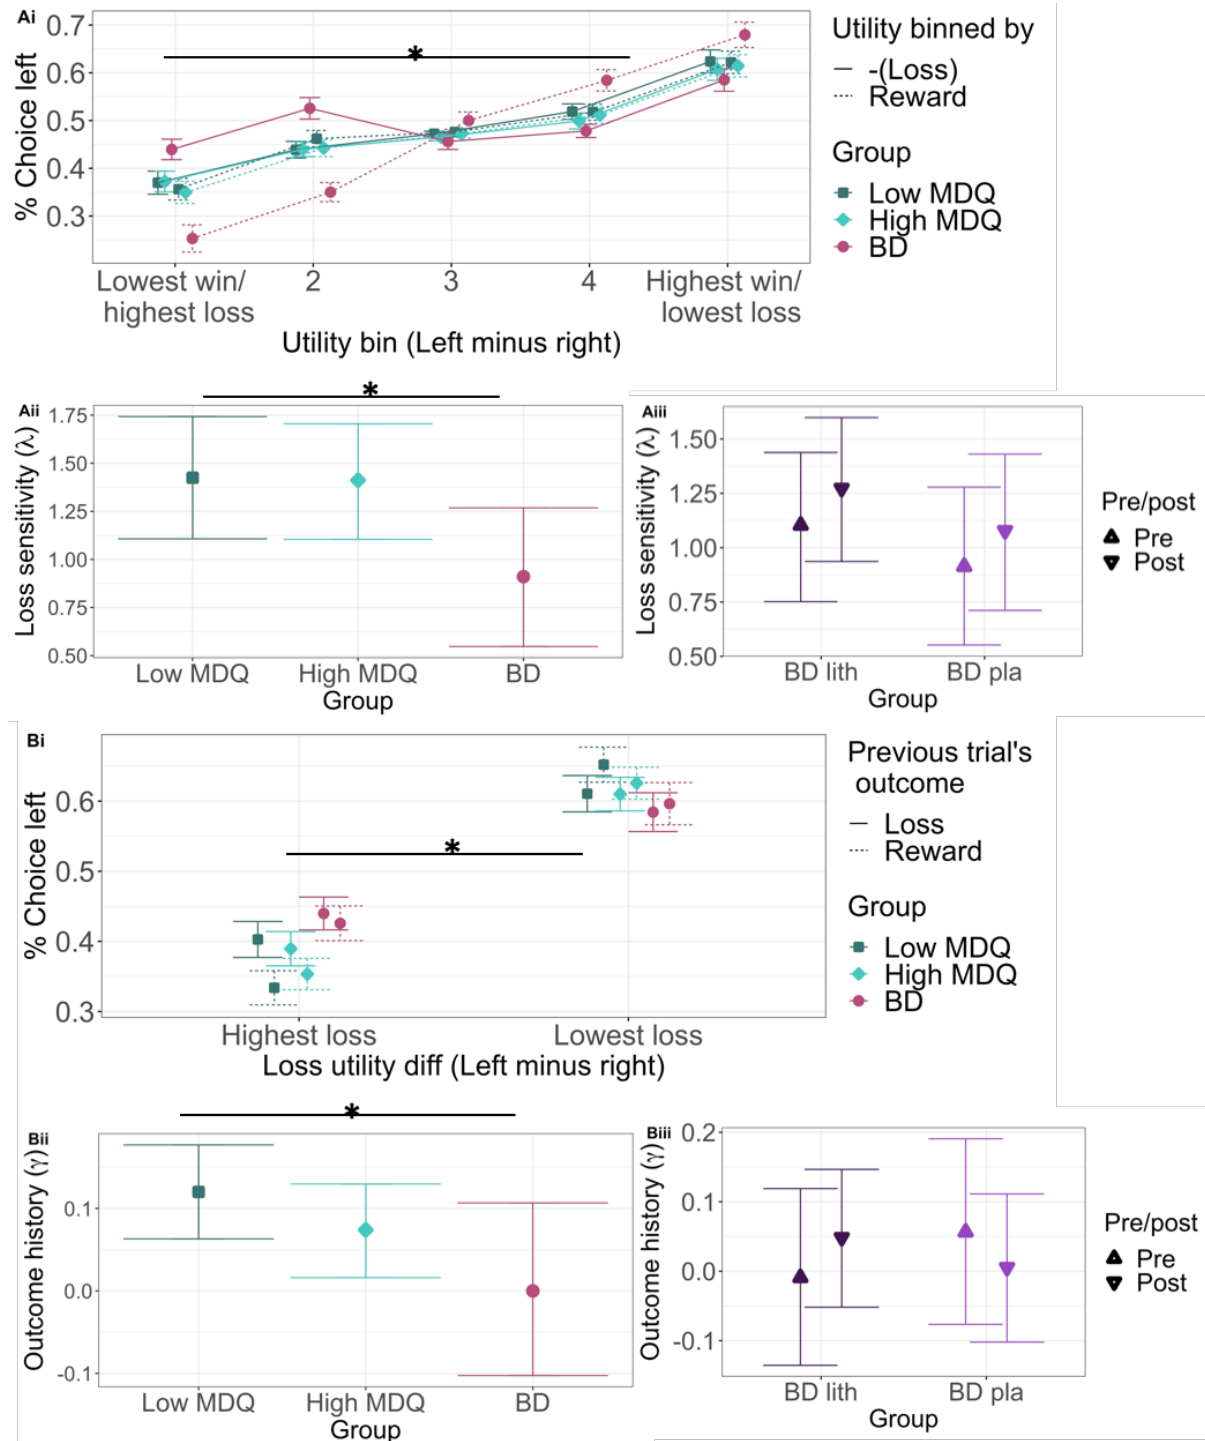 Ai
% Choice left
0.7
0.6
0.5
0.4
0.3
*
Lowest win/
highest loss
2
3
4
Highest win/
lowest loss
Utility bin (Left minus right)
Utility binned by
-(Loss)
Reward
Group
Low MDQ
High MDQ
BD
Aii
Loss sensitivity (λ)
1.75
1.50
1.25
1.00
0.75
0.50
*
Low MDQ
High MDQ
BD
Group
Aiii
Loss sensitivity (λ)
1.50
1.25
1.00
0.75
0.50
BD lith
BD pla
Group
Pre/post
Pre
Post
Bi
% Choice left
0.6
0.5
0.4
0.3
*
Highest loss
Lowest loss
Loss utility diff (Left minus right)
Previous trial's
outcome
Loss
Reward
Group
Low MDQ
High MDQ
BD
Bii
Outcome history (γ)
0.1
0.0
-0.1
*
Low MDQ
High MDQ
BD
Group
Biii
Outcome history (γ)
0.2
0.1
0.0
-0.1
BD lith
BD pla
Group
Pre/post
Pre
Post